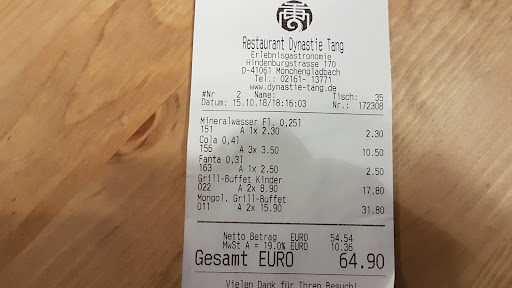 Restaurant Dynastie Tang
Erlebnisgastronomie
Hindenburgstrasse 170
D-41061 Mönchengladbach
Tel.: 02161- 13771
www.dynastie-tang.de
#Nr 2 Name: Tisch: 35
Datum: 15.10.18/18:16:03 Nr.: 172308
Mineralwasser Fl. 0,25l
151 A 1x 2.30 2.30
Cola 0,4l
156 A 3x 3.50 10.50
Fanta 0,3l
163 A 1x 2.50 2.50
Grill-Buffet Kinder
022 A 2x 8.90 17.80
Mongol. Grill-Buffet
011 A 2x 15.90 31.80
Netto Betrag EURO 54.54
MwSt A = 19.0% EURO 10.36
Gesamt EURO 64.90
Vielen Dank für Ihren Besuch!